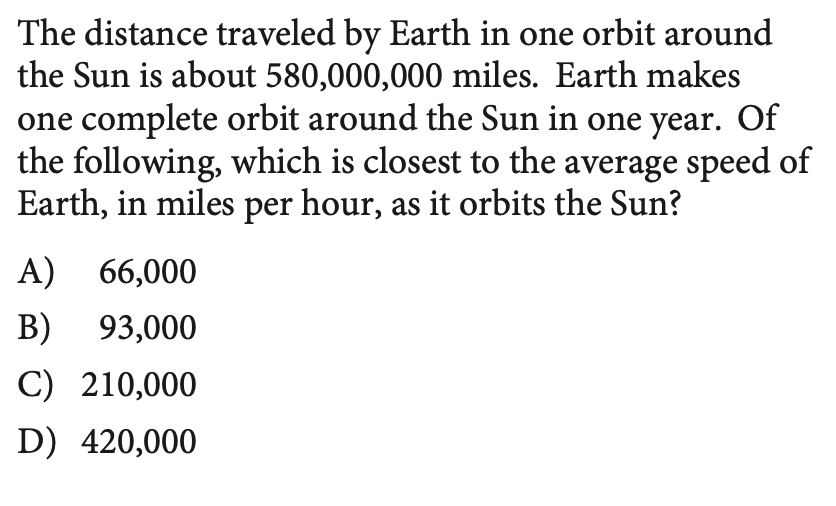 The distance traveled by Earth in one orbit around
the Sun is about 580,000,000 miles. Earth makes
one complete orbit around the Sun in one year. Of
the following, which is closest to the average speed of
Earth, in miles per hour, as it orbits the Sun?
A) 66,000
B) 93,000
C) 210,000
D) 420,000